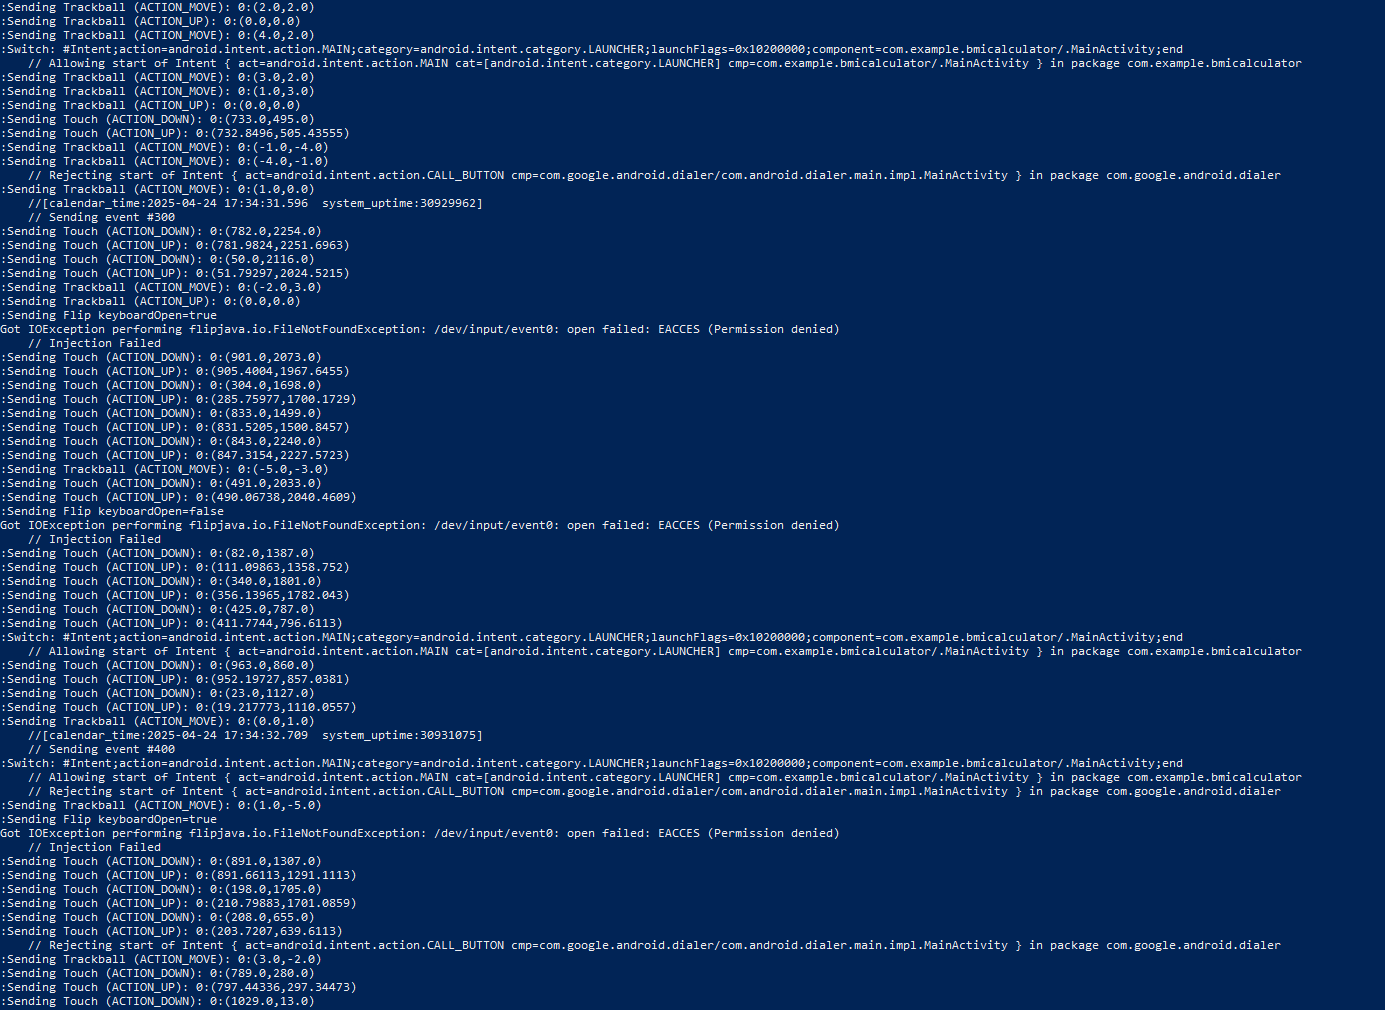 :Sending Trackball (ACTION_MOVE): 0:(2.0,2.0)
:Sending Trackball (ACTION_UP): 0:(0.0,0.0)
:Sending Trackball (ACTION_MOVE): 0:(4.0,2.0)
:Switch: #Intent;action=android.intent.action.MAIN;category=android.intent.category.LAUNCHER;launchFlags=0x10200000;component=com.example.bmicalculator/.MainActivity;end
    // Allowing start of Intent { act=android.intent.action.MAIN cat=[android.intent.category.LAUNCHER] cmp=com.example.bmicalculator/.MainActivity } in package com.example.bmicalculator
:Sending Trackball (ACTION_MOVE): 0:(3.0,2.0)
:Sending Trackball (ACTION_MOVE): 0:(1.0,3.0)
:Sending Trackball (ACTION_UP): 0:(0.0,0.0)
:Sending Touch (ACTION_DOWN): 0:(733.0,495.0)
:Sending Touch (ACTION_UP): 0:(732.8496,505.43555)
:Sending Trackball (ACTION_MOVE): 0:(-1.0,-4.0)
:Sending Trackball (ACTION_MOVE): 0:(-4.0,-1.0)
    // Rejecting start of Intent { act=android.intent.action.CALL_BUTTON cmp=com.google.android.dialer/com.android.dialer.main.impl.MainActivity } in package com.google.android.dialer
:Sending Trackball (ACTION_MOVE): 0:(1.0,0.0)
    //[calendar_time:2025-04-24 17:34:31.596  system_uptime:30929962]
    // Sending event #300
:Sending Touch (ACTION_DOWN): 0:(782.0,2254.0)
:Sending Touch (ACTION_UP): 0:(781.9824,2251.6963)
:Sending Touch (ACTION_DOWN): 0:(50.0,2116.0)
:Sending Touch (ACTION_UP): 0:(51.79297,2024.5215)
:Sending Trackball (ACTION_MOVE): 0:(-2.0,3.0)
:Sending Trackball (ACTION_UP): 0:(0.0,0.0)
:Sending Flip keyboardOpen=true
Got IOException performing flipjava.io.FileNotFoundException: /dev/input/event0: open failed: EACCES (Permission denied)
    // Injection Failed
:Sending Touch (ACTION_DOWN): 0:(901.0,2073.0)
:Sending Touch (ACTION_UP): 0:(905.4004,1967.6455)
:Sending Touch (ACTION_DOWN): 0:(304.0,1698.0)
:Sending Touch (ACTION_UP): 0:(285.75977,1700.1729)
:Sending Touch (ACTION_DOWN): 0:(833.0,1499.0)
:Sending Touch (ACTION_UP): 0:(831.5205,1500.8457)
:Sending Touch (ACTION_DOWN): 0:(843.0,2240.0)
:Sending Touch (ACTION_UP): 0:(847.3154,2227.5723)
:Sending Trackball (ACTION_MOVE): 0:(-5.0,-3.0)
:Sending Touch (ACTION_DOWN): 0:(491.0,2033.0)
:Sending Touch (ACTION_UP): 0:(490.06738,2040.4609)
:Sending Flip keyboardOpen=false
Got IOException performing flipjava.io.FileNotFoundException: /dev/input/event0: open failed: EACCES (Permission denied)
    // Injection Failed
:Sending Touch (ACTION_DOWN): 0:(82.0,1387.0)
:Sending Touch (ACTION_UP): 0:(111.09863,1358.752)
:Sending Touch (ACTION_DOWN): 0:(340.0,1801.0)
:Sending Touch (ACTION_UP): 0:(356.13965,1782.043)
:Sending Touch (ACTION_DOWN): 0:(425.0,787.0)
:Sending Touch (ACTION_UP): 0:(411.7744,796.6113)
:Switch: #Intent;action=android.intent.action.MAIN;category=android.intent.category.LAUNCHER;launchFlags=0x10200000;component=com.example.bmicalculator/.MainActivity;end
    // Allowing start of Intent { act=android.intent.action.MAIN cat=[android.intent.category.LAUNCHER] cmp=com.example.bmicalculator/.MainActivity } in package com.example.bmicalculator
:Sending Touch (ACTION_DOWN): 0:(963.0,860.0)
:Sending Touch (ACTION_UP): 0:(952.19727,857.0381)
:Sending Touch (ACTION_DOWN): 0:(23.0,1127.0)
:Sending Touch (ACTION_UP): 0:(19.217773,1110.0557)
:Sending Trackball (ACTION_MOVE): 0:(0.0,1.0)
    //[calendar_time:2025-04-24 17:34:32.709  system_uptime:30931075]
    // Sending event #400
:Switch: #Intent;action=android.intent.action.MAIN;category=android.intent.category.LAUNCHER;launchFlags=0x10200000;component=com.example.bmicalculator/.MainActivity;end
    // Allowing start of Intent { act=android.intent.action.MAIN cat=[android.intent.category.LAUNCHER] cmp=com.example.bmicalculator/.MainActivity } in package com.example.bmicalculator
    // Rejecting start of Intent { act=android.intent.action.CALL_BUTTON cmp=com.google.android.dialer/com.android.dialer.main.impl.MainActivity } in package com.google.android.dialer
:Sending Trackball (ACTION_MOVE): 0:(1.0,-5.0)
:Sending Flip keyboardOpen=true
Got IOException performing flipjava.io.FileNotFoundException: /dev/input/event0: open failed: EACCES (Permission denied)
    // Injection Failed
:Sending Touch (ACTION_DOWN): 0:(891.0,1307.0)
:Sending Touch (ACTION_UP): 0:(891.66113,1291.1113)
:Sending Touch (ACTION_DOWN): 0:(198.0,1705.0)
:Sending Touch (ACTION_UP): 0:(210.79883,1701.0859)
:Sending Touch (ACTION_DOWN): 0:(208.0,655.0)
:Sending Touch (ACTION_UP): 0:(203.7207,639.6113)
    // Rejecting start of Intent { act=android.intent.action.CALL_BUTTON cmp=com.google.android.dialer/com.android.dialer.main.impl.MainActivity } in package com.google.android.dialer
:Sending Trackball (ACTION_MOVE): 0:(3.0,-2.0)
:Sending Touch (ACTION_DOWN): 0:(789.0,280.0)
:Sending Touch (ACTION_UP): 0:(797.44336,297.34473)
:Sending Touch (ACTION_DOWN): 0:(1029.0,13.0)